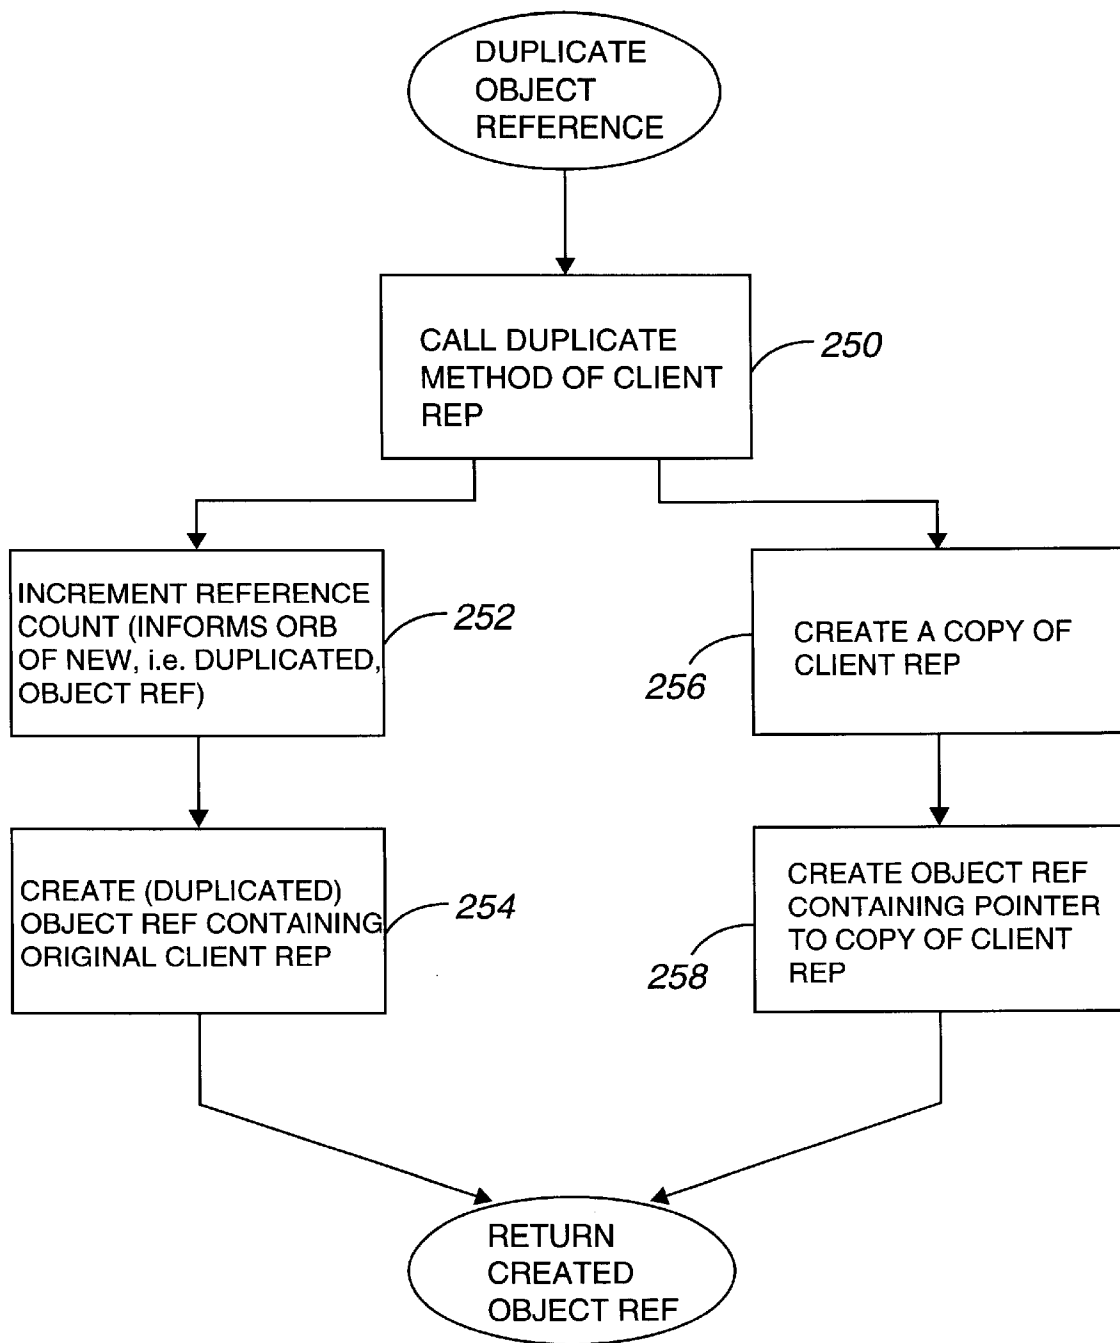 DUPLICATE
OBJECT
REFERENCE
CALL DUPLICATE
METHOD OF CLIENT
REP
250
INCREMENT REFERENCE
COUNT (INFORMS ORB
OF NEW, i.e. DUPLICATED,
OBJECT REF)
252
CREATE A COPY OF
CLIENT REP
256
CREATE (DUPLICATED)
OBJECT REF CONTAINING
ORIGINAL CLIENT REP
254
CREATE OBJECT REF
CONTAINING POINTER
TO COPY OF CLIENT
REP
258
RETURN
CREATED
OBJECT REF